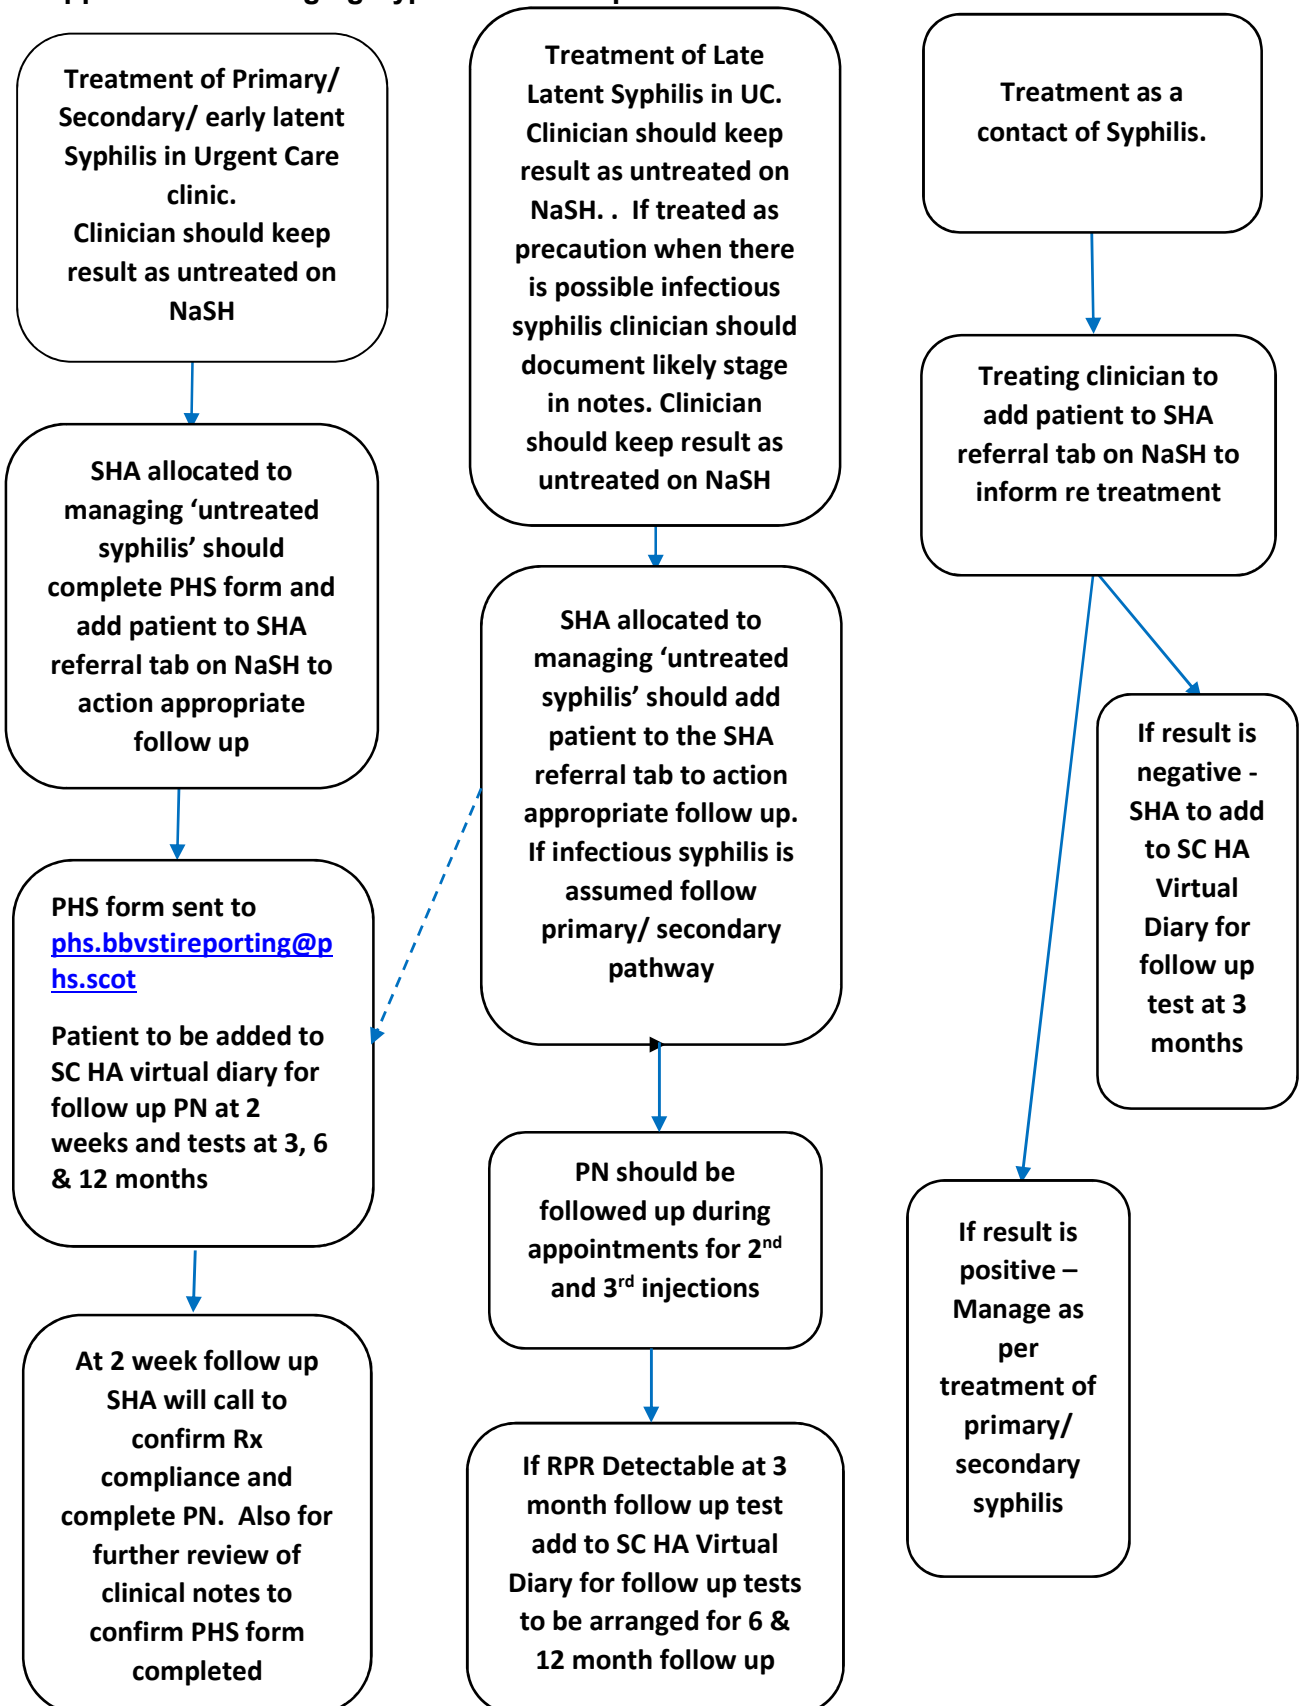 Treatment of Primary/
Secondary/ early latent
Syphilis in Urgent Care
clinic.
Clinician should keep
result as untreated on
NaSH
SHA allocated to
managing ‘untreated
syphilis’ should
complete PHS form and
add patient to SHA
referral tab on NaSH to
action appropriate
follow up
PHS form sent to
phs.bbvstireporting@p
hs.scot
Patient to be added to
SC HA virtual diary for
follow up PN at 2
weeks and tests at 3, 6
& 12 months
At 2 week follow up
SHA will call to
confirm Rx
compliance and
complete PN.  Also for
further review of
clinical notes to
confirm PHS form
completed
Treatment of Late
Latent Syphilis in UC.
Clinician should keep
result as untreated on
NaSH. .  If treated as
precaution when there
is possible infectious
syphilis clinician should
document likely stage
in notes. Clinician
should keep result as
untreated on NaSH
SHA allocated to
managing ‘untreated
syphilis’ should add
patient to the SHA
referral tab to action
appropriate follow up.
If infectious syphilis is
assumed follow
primary/ secondary
pathway
PN should be
followed up during
appointments for 2nd
and 3rd injections
If RPR Detectable at 3
month follow up test
add to SC HA Virtual
Diary for follow up tests
to be arranged for 6 &
12 month follow up
Treatment as a
contact of Syphilis.
Treating clinician to
add patient to SHA
referral tab on NaSH to
inform re treatment
If result is
negative -
SHA to add
to SC HA
Virtual
Diary for
follow up
test at 3
months
If result is
positive –
Manage as
per
treatment of
primary/
secondary
syphilis